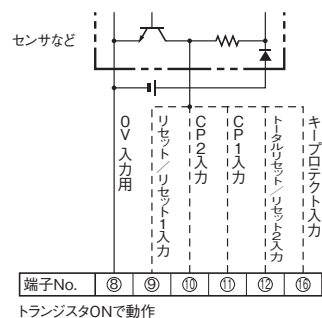 センサなど
0V入力用
リセット／リセット1入力
CP2入力
CP1入力
トータルリセット／リセット2入力
キープロテクト入力
端子No. ⑧ ⑨ ⑩ ⑪ ⑫ ⑯
トランジスタONで動作